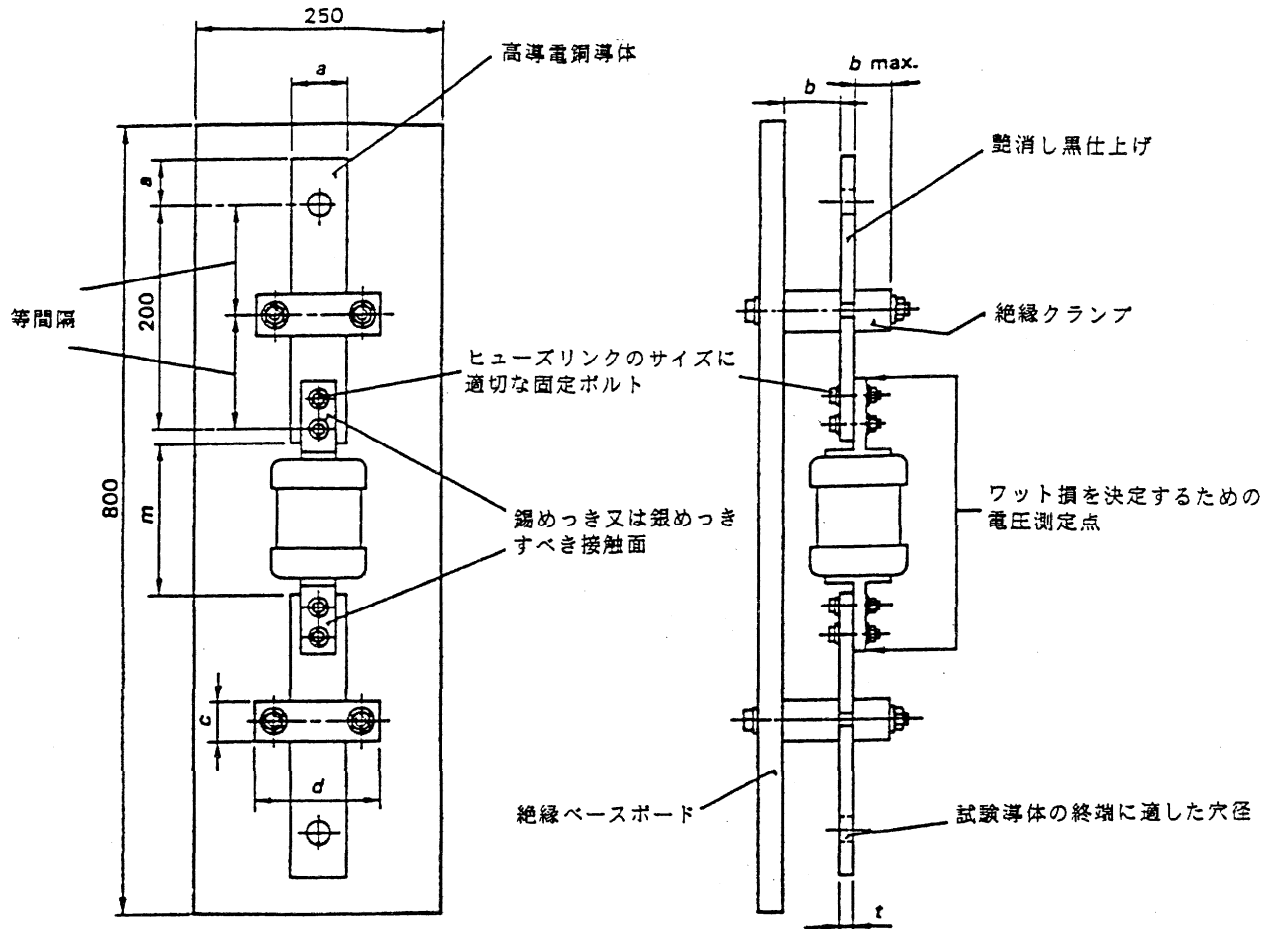 250
a
高導電銅導体
b max.
b
艶消し黒仕上げ
a
200
等間隔
絶縁クランプ
ヒューズリンクのサイズに
適切な固定ボルト
800
m
ワット損を決定するための
電圧測定点
錫めっき又は銀めっき
すべき接触面
c
d
絶縁ベースボード
試験導体の終端に適した穴径
t